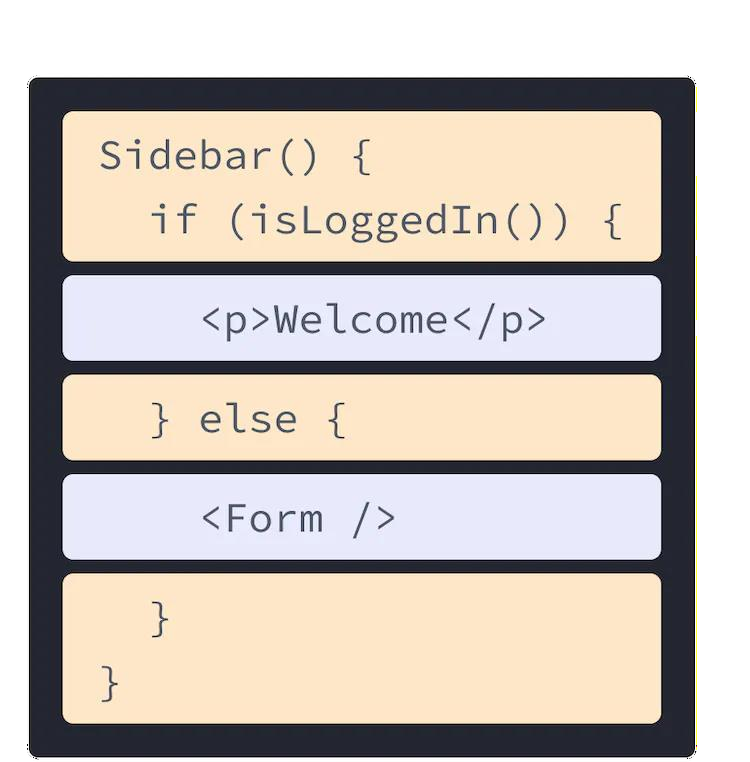 Sidebar() {
  if (isLoggedIn()) {
    <p>Welcome</p>
  } else {
    <Form />
  }
}